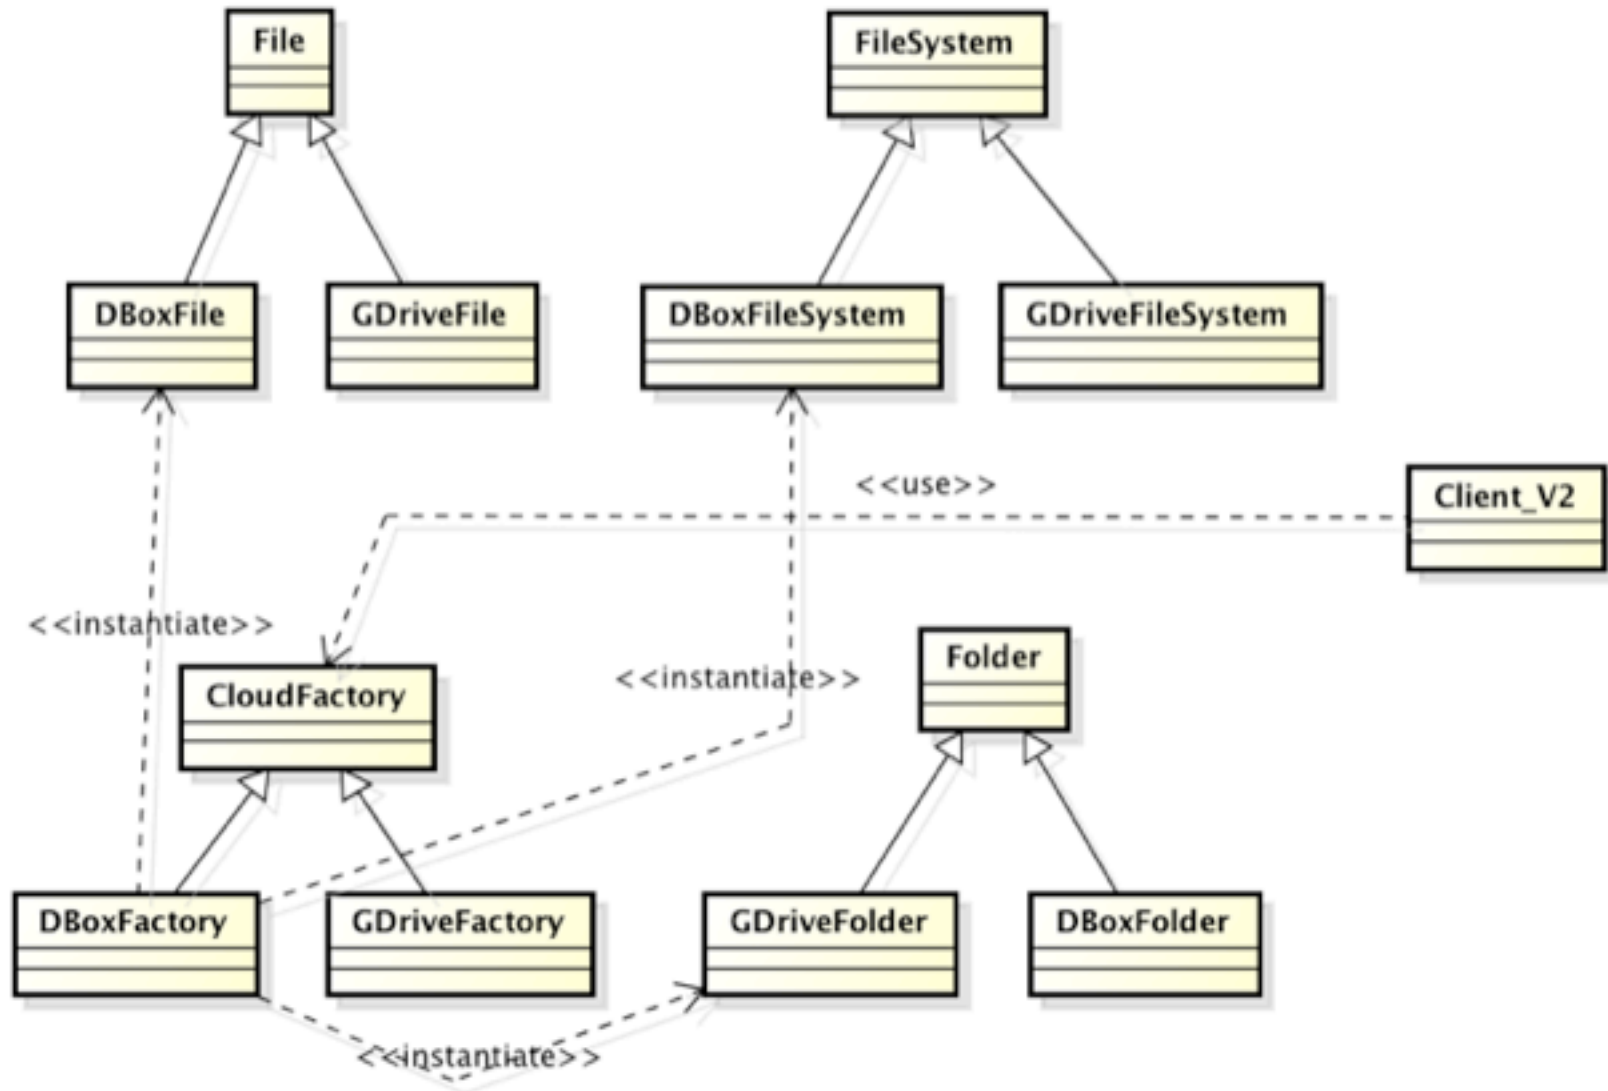 File
FileSystem
DBoxFile
GDriveFile
DBoxFileSystem
GDriveFileSystem
<<use>>
Client_V2
<<instantiate>>
<<instantiate>>
Folder
CloudFactory
DBoxFactory
GDriveFactory
GDriveFolder
DBoxFolder
<<instantiate>>